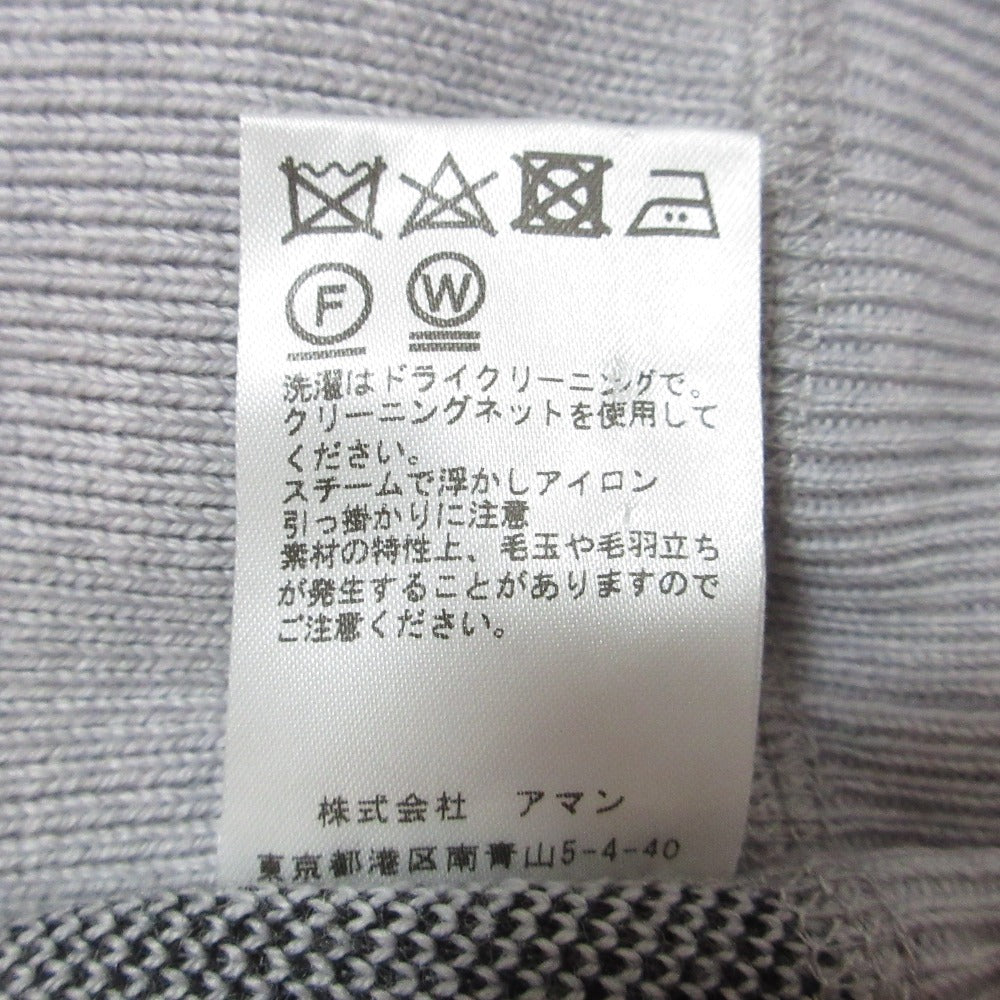 F W
洗濯はドライクリーニングで。
クリーニングネットを使用して
ください。
スチームで浮かしアイロン
引っ掛かりに注意
素材の特性上、毛玉や毛羽立ち
が発生することがありますので
ご注意ください。
株式会社 アマン
東京都港区南青山5-4-40